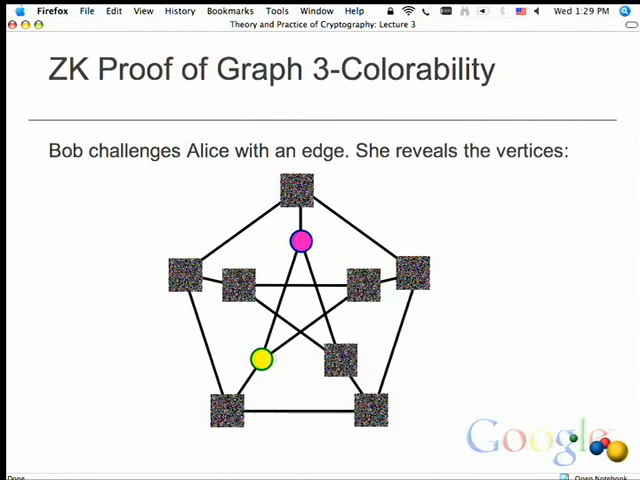 Firefox File Edit View History Bookmarks Tools Window Help Wed 1:29 PM
Theory and Practice of Cryptography: Lecture 3
ZK Proof of Graph 3-Colorability
Bob challenges Alice with an edge. She reveals the vertices:
Google
Done
Open Notebook